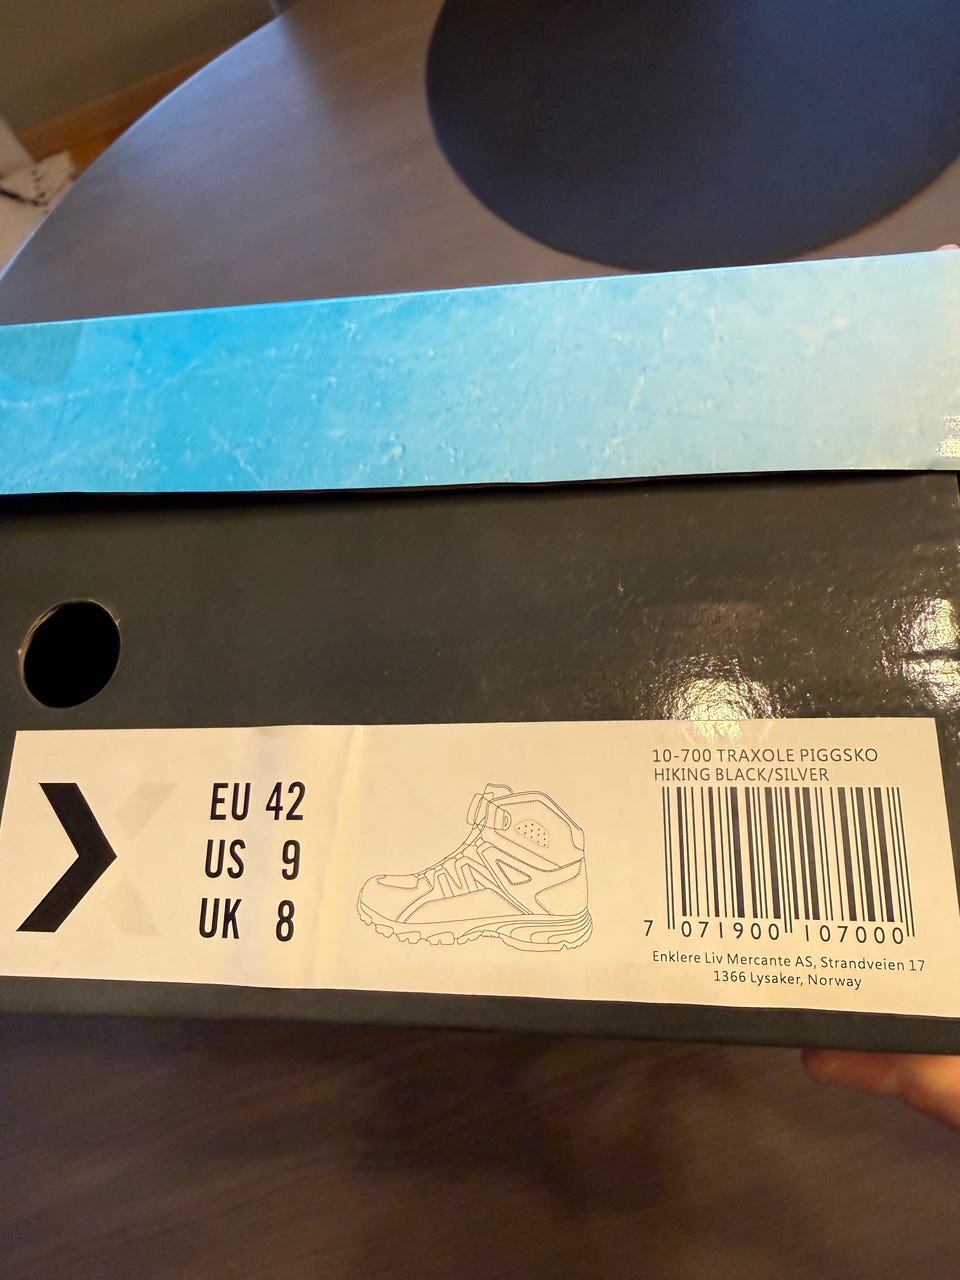 EU 42
US 9
UK 8
10-700 TRAXOLE PIGGSKO
HIKING BLACK/SILVER
7 071900 107000
Enklere Liv Mercante AS, Strandveien 17
1366 Lysaker, Norway